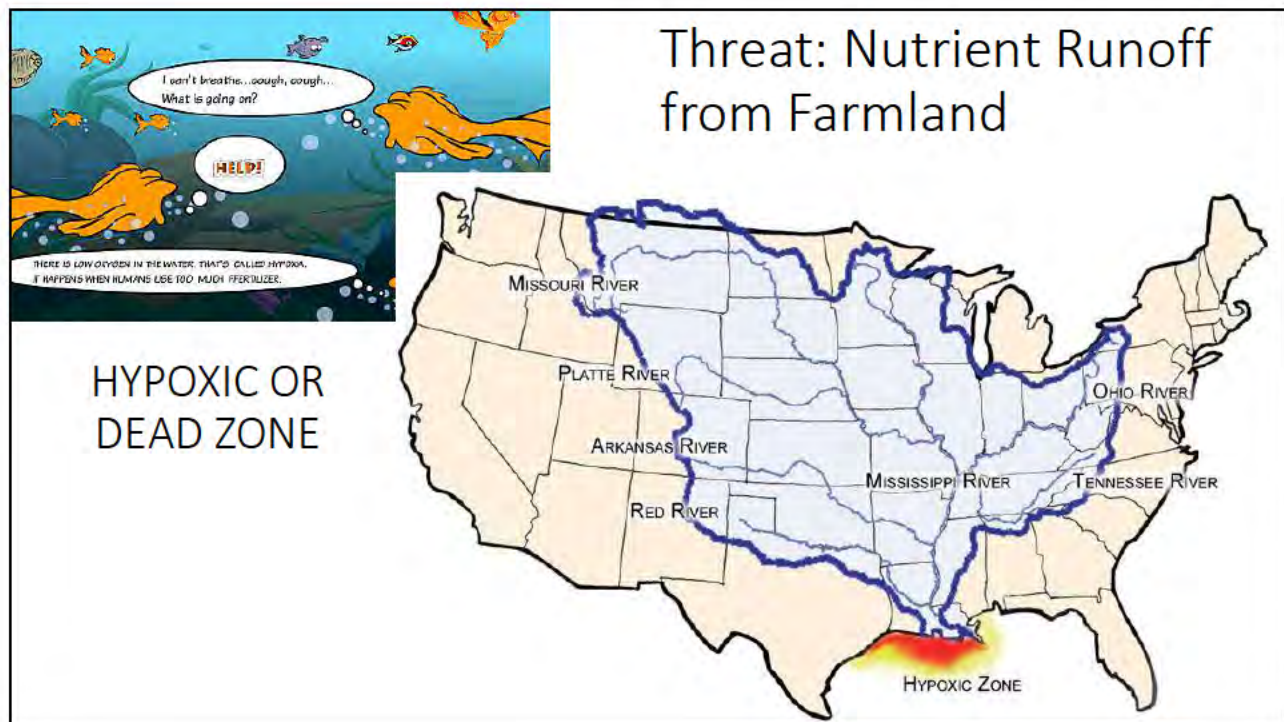 I can't breathe...cough, cough...
What is going on?
HELP!
THERE IS LOW OXYGEN IN THE WATER. THAT'S CALLED HYPOXIA.
IT HAPPENS WHEN HUMANS USE TOO MUCH FFERTILIZER.
Threat: Nutrient Runoff
from Farmland
HYPOXIC OR
DEAD ZONE
MISSOURI RIVER
PLATTE RIVER
OHIO RIVER
ARKANSAS RIVER
MISSISSIPPI RIVER
TENNESSEE RIVER
RED RIVER
HYPOXIC ZONE